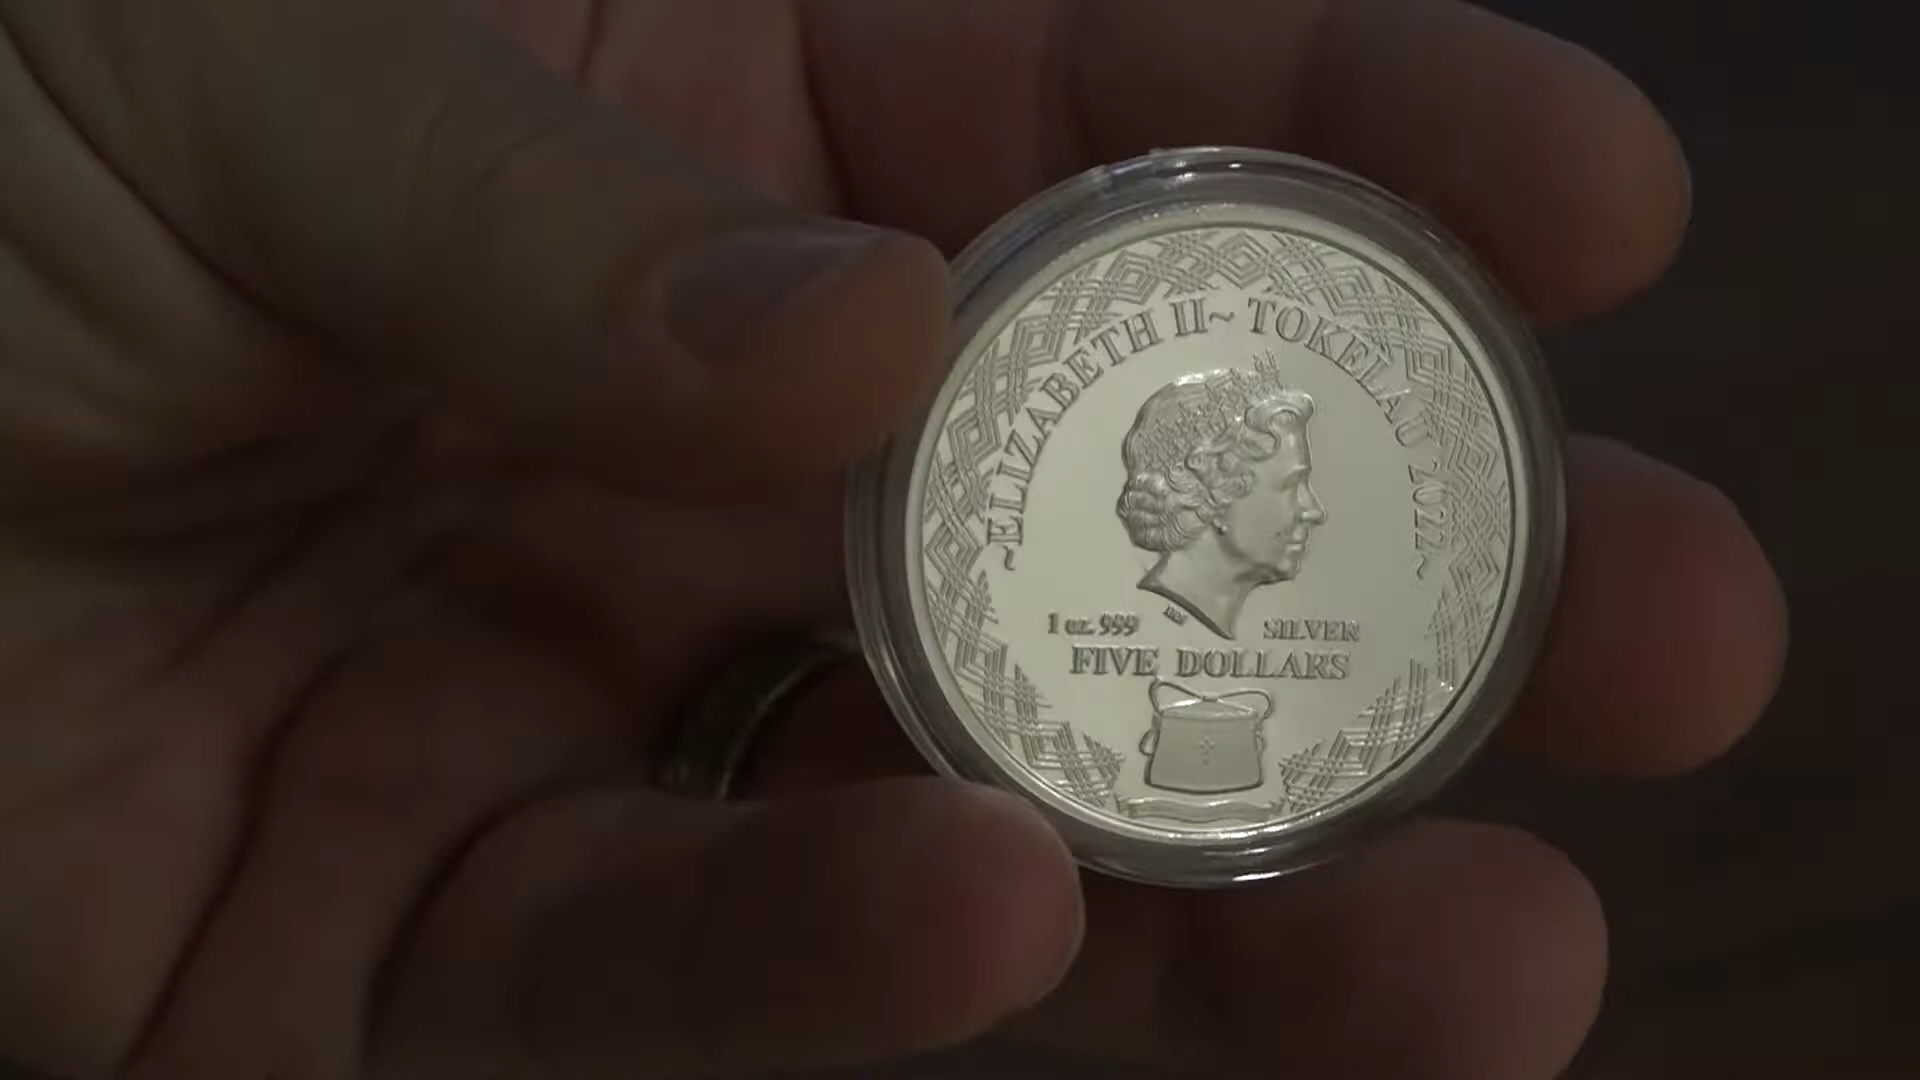 ~ELIZABETH II~ TOKELAU 2022~
1 oz. 999 SILVER
FIVE DOLLARS